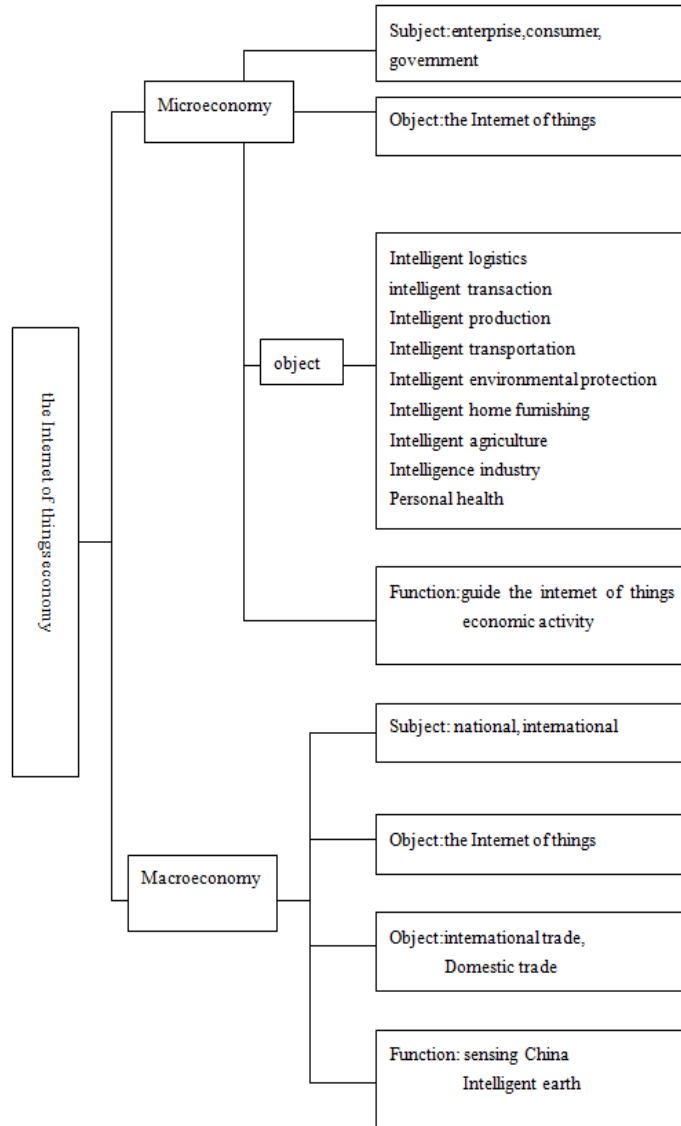 the Internet of things economy
Microeconomy
Subject:enterprise,consumer,
government
Object:the Internet of things
object
Intelligent logistics
intelligent transaction
Intelligent production
Intelligent transportation
Intelligent environmental protection
Intelligent home furnishing
Intelligent agriculture
Intelligence industry
Personal health
Function:guide the internet of things
economic activity
Macroeconomy
Subject: national, international
Object:the Internet of things
Object:international trade,
Domestic trade
Function: sensing China
Intelligent earth